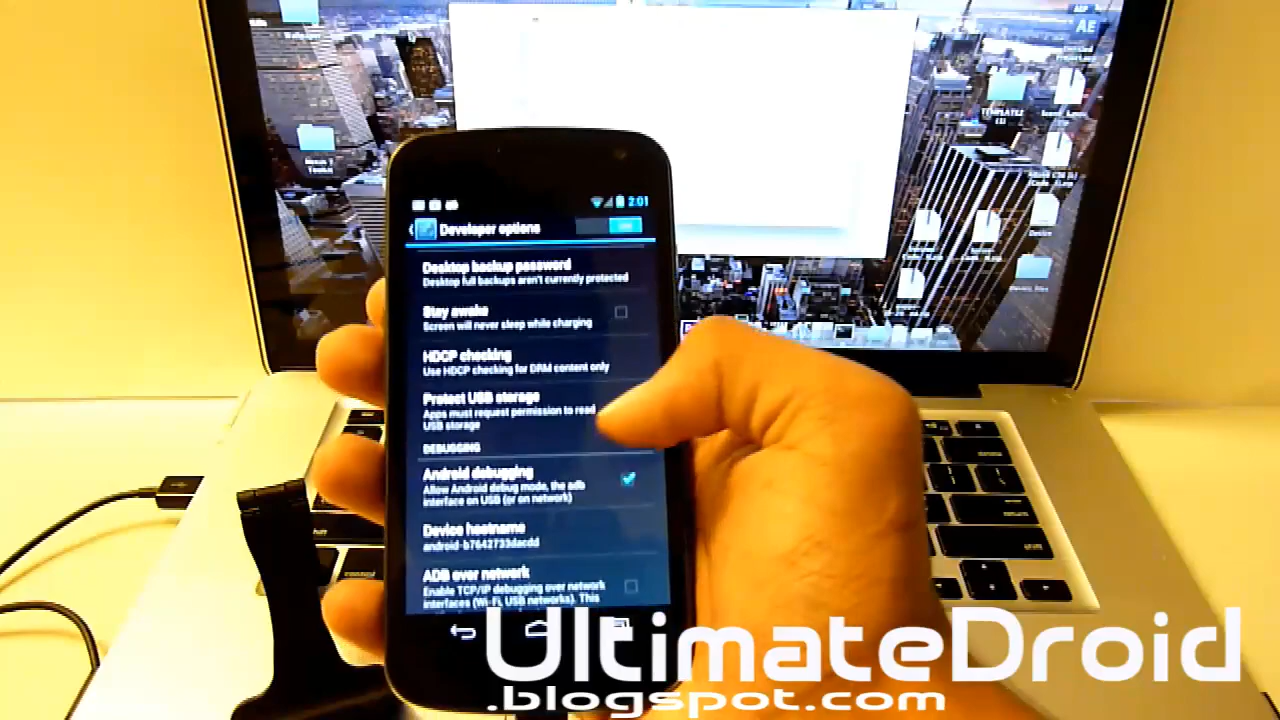 2:01
Developer options
Desktop backup password
Desktop full backups aren't currently protected
Stay awake
Screen will never sleep while charging
HDCP checking
Use HDCP checking for DRM content only
Protect USB storage
Apps must request permission to read
USB storage
DEBUGGING
Android debugging
Allow Android debug mode, the adb
interface on USB (or on network)
Device hostname
android-b7642733dacdd
ADB over network
Enable TCP/IP debugging over network
interfaces (Wi-Fi, USB networks). This
AE
UltimateDroid
.blogspot.com